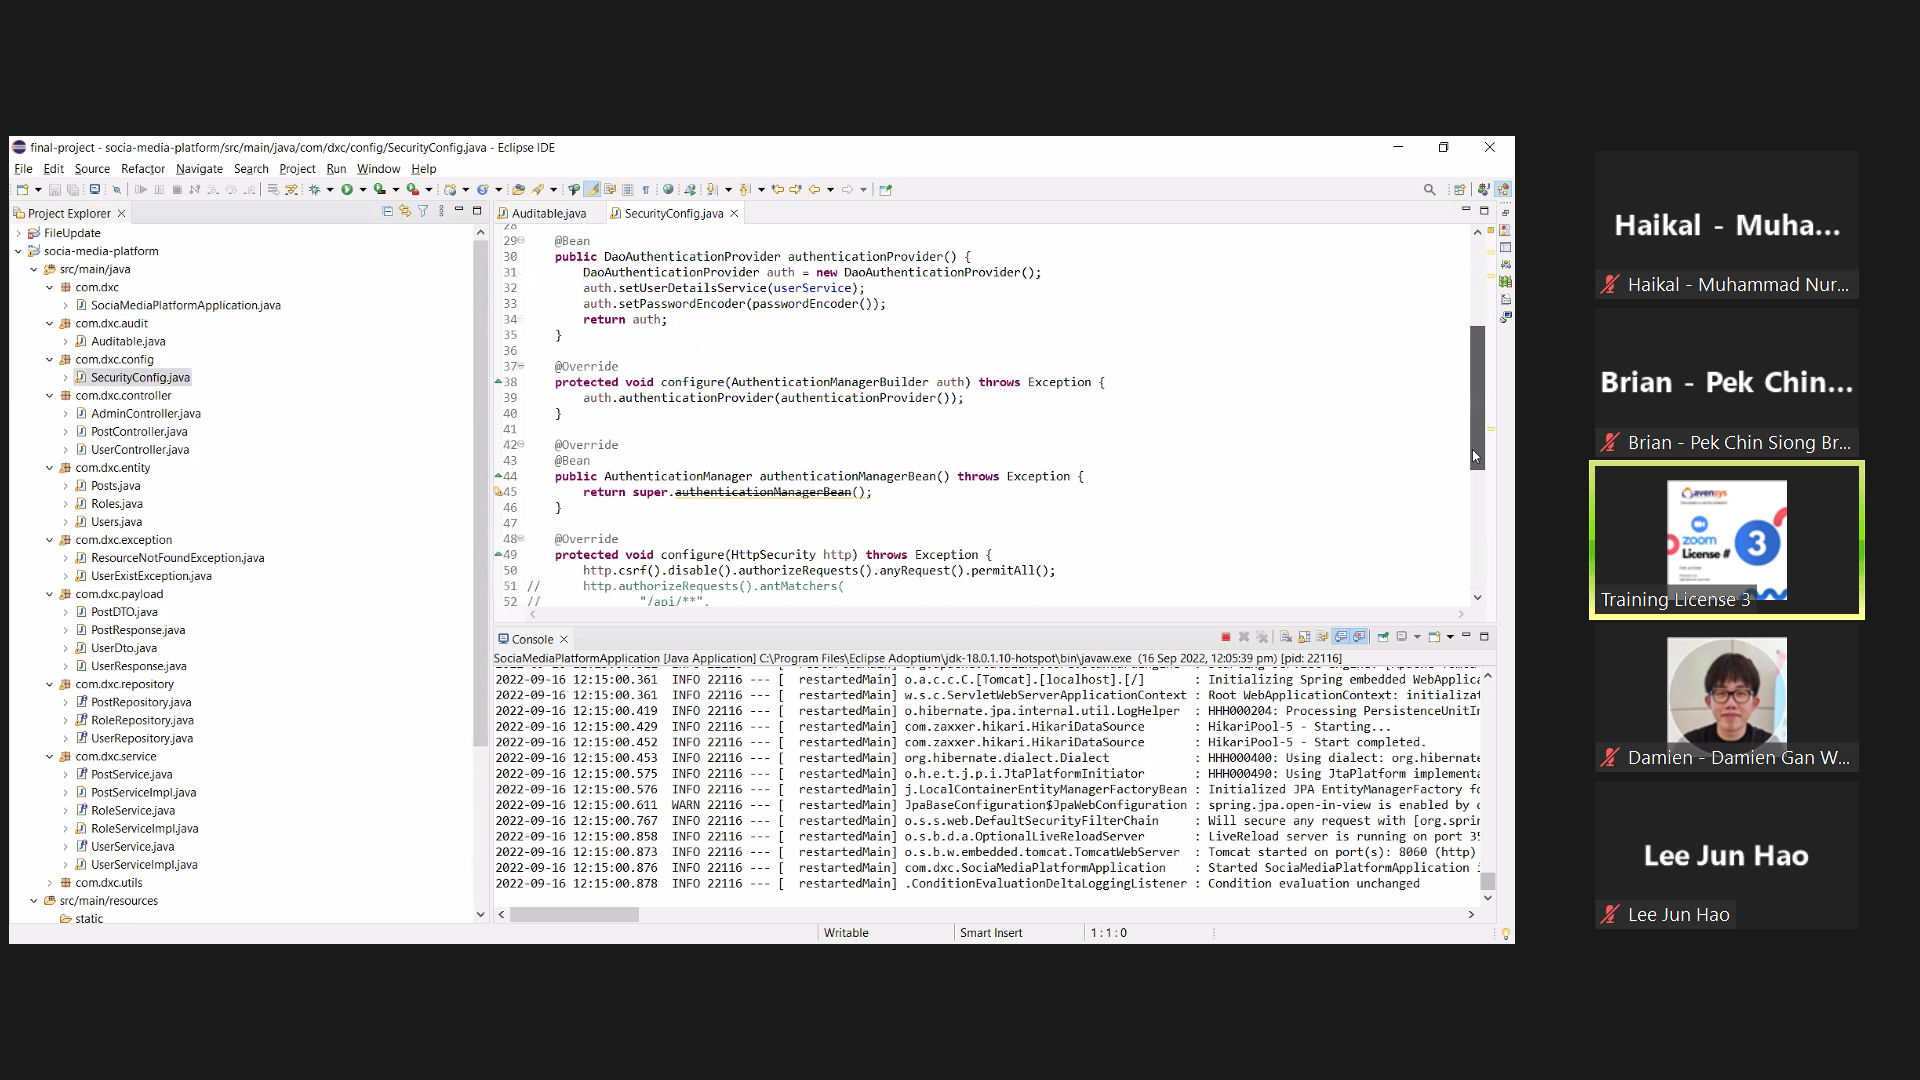 final-project - socia-media-platform/src/main/java/com/dxc/config/SecurityConfig.java - Eclipse IDE
File Edit Source Refactor Navigate Search Project Run Window Help
Project Explorer
FileUpdate
socia-media-platform
src/main/java
com.dxc
SociaMediaPlatformApplication.java
com.dxc.audit
Auditable.java
com.dxc.config
SecurityConfig.java
com.dxc.controller
AdminController.java
PostController.java
UserController.java
com.dxc.entity
Posts.java
Roles.java
Users.java
com.dxc.exception
ResourceNotFoundException.java
UserExistException.java
com.dxc.payload
PostDTO.java
PostResponse.java
UserDto.java
UserResponse.java
com.dxc.repository
PostRepository.java
RoleRepository.java
UserRepository.java
com.dxc.service
PostService.java
PostServiceImpl.java
RoleService.java
RoleServiceImpl.java
UserService.java
UserServiceImpl.java
com.dxc.utils
src/main/resources
static
Auditable.java SecurityConfig.java
28
29 @Bean
30 public DaoAuthenticationProvider authenticationProvider() {
31 DaoAuthenticationProvider auth = new DaoAuthenticationProvider();
32 auth.setUserDetailsService(userService);
33 auth.setPasswordEncoder(passwordEncoder());
34 return auth;
35 }
36
37 @Override
38 protected void configure(AuthenticationManagerBuilder auth) throws Exception {
39 auth.authenticationProvider(authenticationProvider());
40 }
41
42 @Override
43 @Bean
44 public AuthenticationManager authenticationManagerBean() throws Exception {
45 return super.authenticationManagerBean();
46 }
47
48 @Override
49 protected void configure(HttpSecurity http) throws Exception {
50 http.csrf().disable().authorizeRequests().anyRequest().permitAll();
51 // http.authorizeRequests().antMatchers(
52 // "/api/**",
Console
SociaMediaPlatformApplication [Java Application] C:\Program Files\Eclipse Adoptium\jdk-18.0.1.10-hotspot\bin\javaw.exe (16 Sep 2022, 12:05:39 pm) [pid: 22116]
2022-09-16 12:15:00.361 INFO 22116 --- [ restartedMain] o.a.c.c.C.[Tomcat].[localhost].[/] : Initializing Spring embedded WebApplica
2022-09-16 12:15:00.361 INFO 22116 --- [ restartedMain] w.s.c.ServletWebServerApplicationContext : Root WebApplicationContext: initializat
2022-09-16 12:15:00.419 INFO 22116 --- [ restartedMain] o.hibernate.jpa.internal.util.LogHelper : HHH000204: Processing PersistenceUnitIn
2022-09-16 12:15:00.429 INFO 22116 --- [ restartedMain] com.zaxxer.hikari.HikariDataSource : HikariPool-5 - Starting...
2022-09-16 12:15:00.452 INFO 22116 --- [ restartedMain] com.zaxxer.hikari.HikariDataSource : HikariPool-5 - Start completed.
2022-09-16 12:15:00.453 INFO 22116 --- [ restartedMain] org.hibernate.dialect.Dialect : HHH000400: Using dialect: org.hibernate
2022-09-16 12:15:00.575 INFO 22116 --- [ restartedMain] o.h.e.t.j.p.i.JtaPlatformInitiator : HHH000490: Using JtaPlatform implementa
2022-09-16 12:15:00.576 INFO 22116 --- [ restartedMain] j.LocalContainerEntityManagerFactoryBean : Initialized JPA EntityManagerFactory fo
2022-09-16 12:15:00.611 WARN 22116 --- [ restartedMain] JpaBaseConfiguration$JpaWebConfiguration : spring.jpa.open-in-view is enabled by d
2022-09-16 12:15:00.767 INFO 22116 --- [ restartedMain] o.s.s.web.DefaultSecurityFilterChain : Will secure any request with [org.sprin
2022-09-16 12:15:00.858 INFO 22116 --- [ restartedMain] o.s.b.d.a.OptionalLiveReloadServer : LiveReload server is running on port 35
2022-09-16 12:15:00.873 INFO 22116 --- [ restartedMain] o.s.b.w.embedded.tomcat.TomcatWebServer : Tomcat started on port(s): 8060 (http)
2022-09-16 12:15:00.876 INFO 22116 --- [ restartedMain] com.dxc.SociaMediaPlatformApplication : Started SociaMediaPlatformApplication i
2022-09-16 12:15:00.878 INFO 22116 --- [ restartedMain] .ConditionEvaluationDeltaLoggingListener : Condition evaluation unchanged
Writable Smart Insert 1 : 1 : 0
Haikal - Muha...
Haikal - Muhammad Nur...
Brian - Pek Chin...
Brian - Pek Chin Siong Br...
avensys
zoom
License #
3
Training License 3
Damien - Damien Gan W...
Lee Jun Hao
Lee Jun Hao